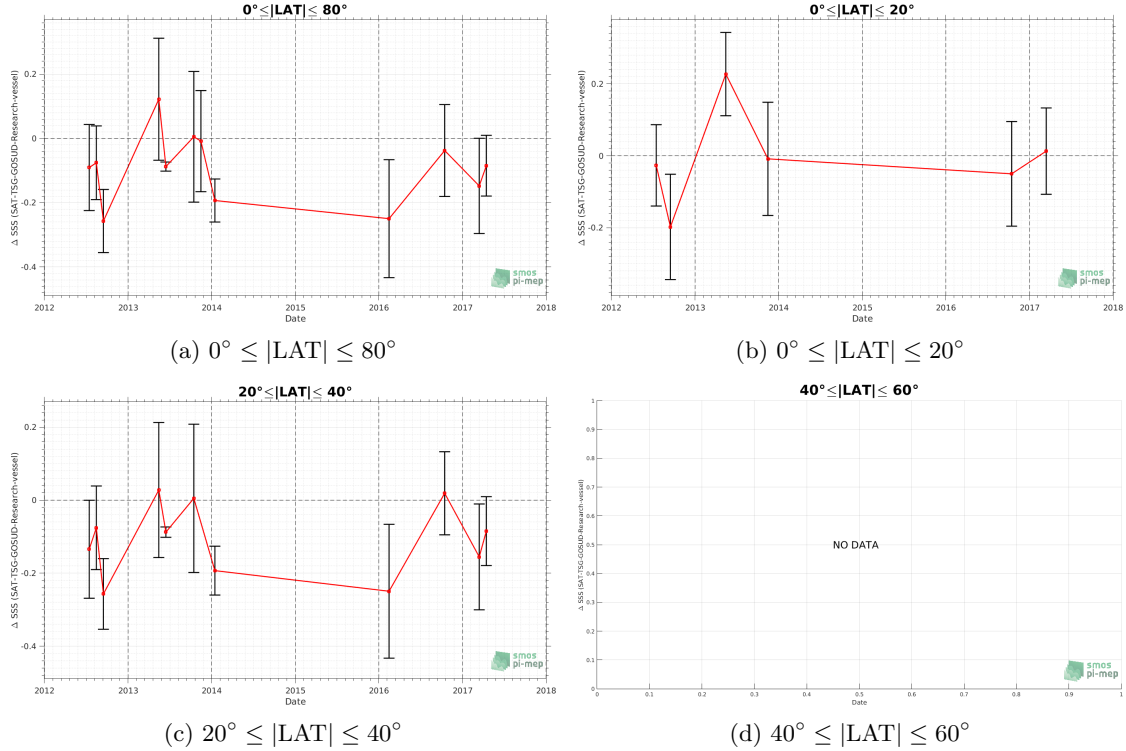 0°≤|LAT|≤ 80°
0.2
0
-0.2
-0.4
Δ SSS (SAT-TSG-GOSUD-Research-vessel)
2012 2013 2014 2015 2016 2017 2018
Date
smos
pi-mep
(a) 0° ≤ |LAT| ≤ 80°
0°≤|LAT|≤ 20°
0.2
0
-0.2
Δ SSS (SAT-TSG-GOSUD-Research-vessel)
2012 2013 2014 2015 2016 2017 2018
Date
smos
pi-mep
(b) 0° ≤ |LAT| ≤ 20°
20°≤|LAT|≤ 40°
0.2
0
-0.2
-0.4
Δ SSS (SAT-TSG-GOSUD-Research-vessel)
2012 2013 2014 2015 2016 2017 2018
Date
smos
pi-mep
(c) 20° ≤ |LAT| ≤ 40°
40°≤|LAT|≤ 60°
1
0.9
0.8
0.7
0.6
0.5
0.4
0.3
0.2
0.1
0
Δ SSS (SAT-TSG-GOSUD-Research-vessel)
NO DATA
0 0.1 0.2 0.3 0.4 0.5 0.6 0.7 0.8 0.9 1
Date
smos
pi-mep
(d) 40° ≤ |LAT| ≤ 60°